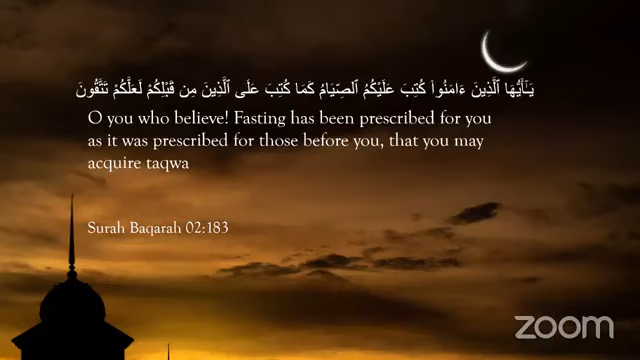 يَـٰٓأَيُّهَا ٱلَّذِينَ ءَامَنُوا۟ كُتِبَ عَلَيْكُمُ ٱلصِّيَامُ كَمَا كُتِبَ عَلَى ٱلَّذِينَ مِن قَبْلِكُمْ لَعَلَّكُمْ تَتَّقُونَ
O you who believe! Fasting has been prescribed for you
as it was prescribed for those before you, that you may
acquire taqwa
Surah Baqarah 02:183
zoom